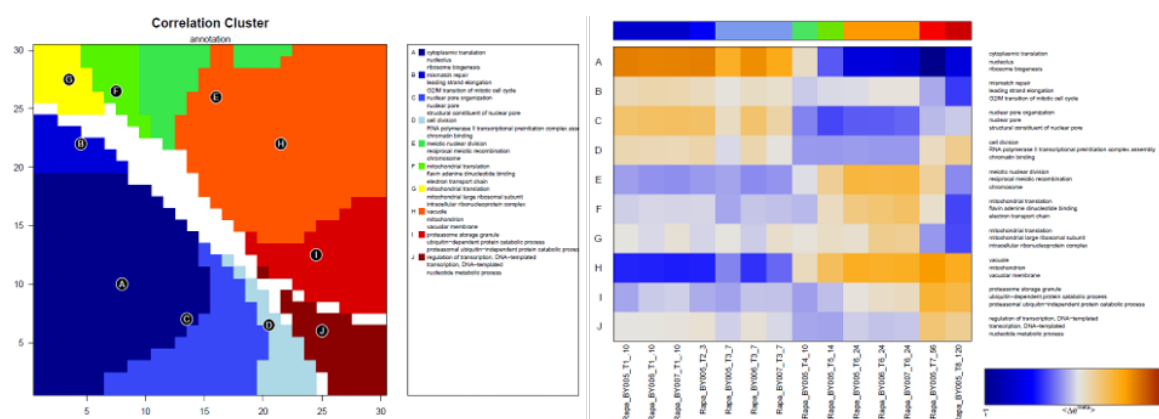 Correlation Cluster
annotation
30
25
20
15
10
5
5
10
15
20
25
30
G
F
E
B
H
I
A
C
D
J
A cytoplasmic translation
nucleolus
ribosome biogenesis
B mismatch repair
leading strand elongation
G2/M transition of mitotic cell cycle
C nuclear pore organization
nuclear pore
structural constituent of nuclear pore
D cell division
RNA polymerase II transcriptional preinitiation complex asse
chromatin binding
E meiotic nuclear division
reciprocal meiotic recombination
chromosome
F mitochondrial translation
flavin adenine dinucleotide binding
electron transport chain
G mitochondrial translation
mitochondrial large ribosomal subunit
intracellular ribonucleoprotein complex
H vacuole
mitochondrion
vacuolar membrane
I proteasome storage granule
ubiquitin-dependent protein catabolic process
proteasomal ubiquitin-independent protein catabolic process
J regulation of transcription, DNA-templated
transcription, DNA-templated
nucleotide metabolic process
A
B
C
D
E
F
G
H
I
J
cytoplasmic translation
nucleolus
ribosome biogenesis
mismatch repair
leading strand elongation
G2/M transition of mitotic cell cycle
nuclear pore organization
nuclear pore
structural constituent of nuclear pore
cell division
RNA polymerase II transcriptional preinitiation complex assembly
chromatin binding
meiotic nuclear division
reciprocal meiotic recombination
chromosome
mitochondrial translation
flavin adenine dinucleotide binding
electron transport chain
mitochondrial translation
mitochondrial large ribosomal subunit
intracellular ribonucleoprotein complex
vacuole
mitochondrion
vacuolar membrane
proteasome storage granule
ubiquitin-dependent protein catabolic process
proteasomal ubiquitin-independent protein catabolic process
regulation of transcription, DNA-templated
transcription, DNA-templated
nucleotide metabolic process
Rapa_BY005_T1_10
Rapa_BY006_T1_10
Rapa_BY007_T1_10
Rapa_BY005_T2_3
Rapa_BY005_T3_7
Rapa_BY006_T3_7
Rapa_BY007_T3_7
Rapa_BY005_T4_10
Rapa_BY005_T5_14
Rapa_BY005_T6_24
Rapa_BY006_T6_24
Rapa_BY007_T6_24
Rapa_BY005_T7_56
Rapa_BY005_T8_120